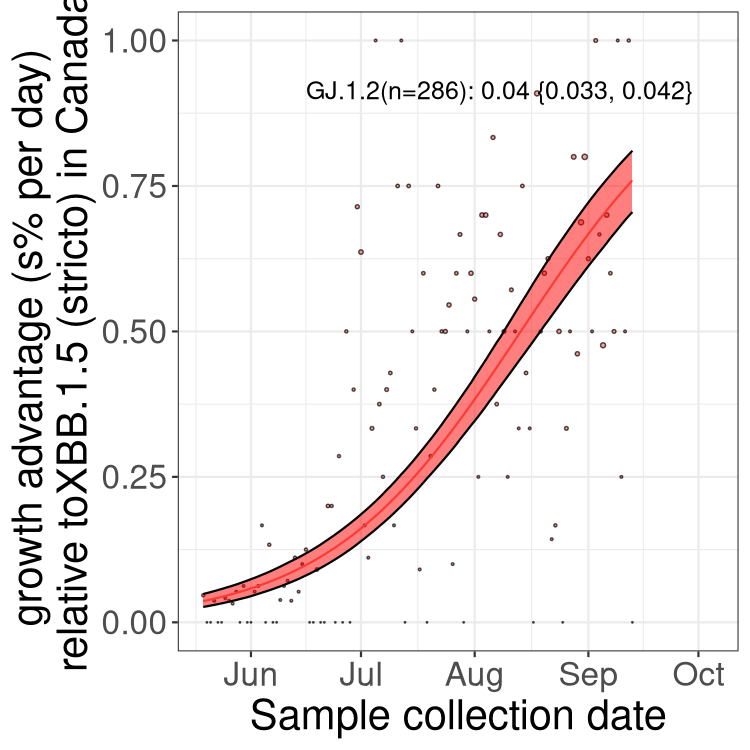 growth advantage (s% per day)
relative toXBB.1.5 (stricto) in Canada
1.00
0.75
0.50
0.25
0.00
GJ.1.2(n=286): 0.04 {0.033, 0.042}
Jun Jul Aug Sep Oct
Sample collection date